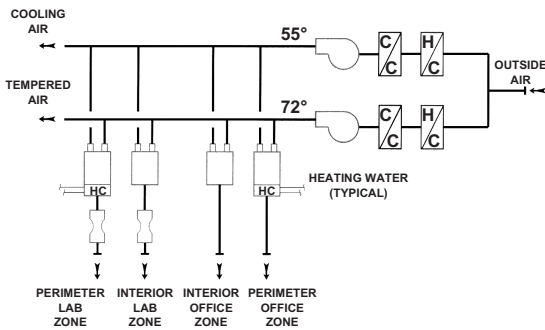 COOLING
AIR
55°
C
C
H
C
OUTSIDE
AIR
TEMPERED
AIR
72°
C
C
H
C
HC
HC
HEATING WATER
(TYPICAL)
PERIMETER
LAB
ZONE
INTERIOR
LAB
ZONE
INTERIOR
OFFICE
ZONE
PERIMETER
OFFICE
ZONE